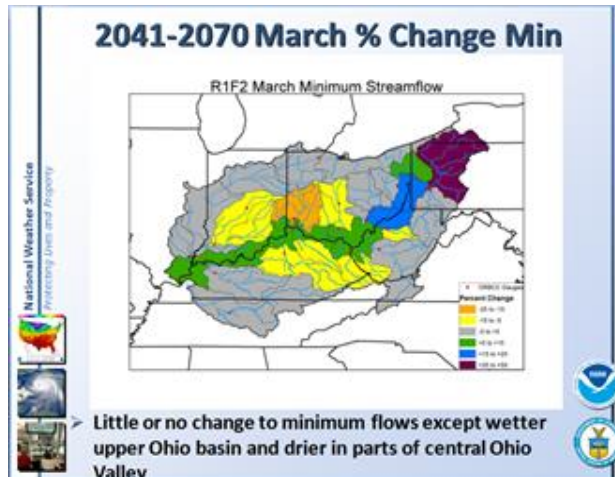 2041-2070 March % Change Min
R1F2 March Minimum Streamflow
National Weather Service
Protecting Lives and Property
Percent Change
Little or no change to minimum flows except wetter
upper Ohio basin and drier in parts of central Ohio
Valley